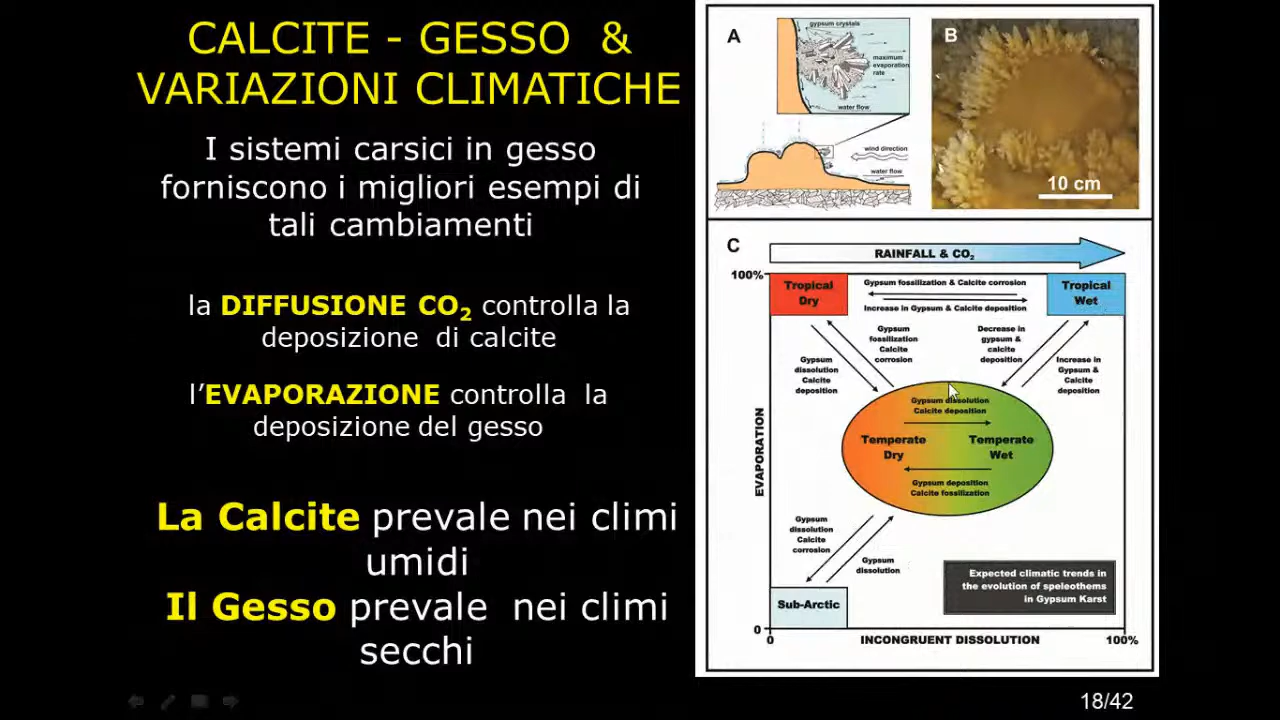 CALCITE - GESSO & 
VARIAZIONI CLIMATICHE
I sistemi carsici in gesso
forniscono i migliori esempi di
tali cambiamenti
la DIFFUSIONE CO2 controlla la
deposizione di calcite
l'EVAPORAZIONE controlla la
deposizione del gesso
La Calcite prevale nei climi
umidi
Il Gesso prevale nei climi
secchi
A
gypsum crystals
maximum
evaporation
rate
water flow
wind direction
water flow
B
10 cm
C
RAINFALL & CO2
100%
Tropical
Dry
Gypsum fossilization & Calcite corrosion
Increase in Gypsum & Calcite deposition
Tropical
Wet
Gypsum
fossilization
Calcite
corrosion
Decrease in
gypsum &
calcite
deposition
Gypsum
dissolution
Calcite
deposition
Increase in
Gypsum &
Calcite
deposition
Gypsum dissolution
Calcite deposition
Temperate
Dry
Temperate
Wet
Gypsum deposition
Calcite fossilization
EVAPORATION
Gypsum
dissolution
Calcite
corrosion
Gypsum
dissolution
Sub-Arctic
Expected climatic trends in
the evolution of speleothems
in Gypsum Karst
0
0
INCONGRUENT DISSOLUTION
100%
18/42